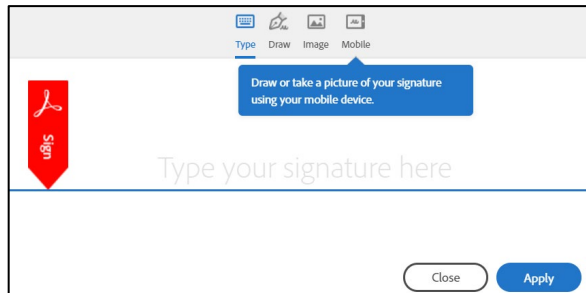 Type Draw Image Mobile
Draw or take a picture of your signature
using your mobile device.
Sign
Type your signature here
Close Apply